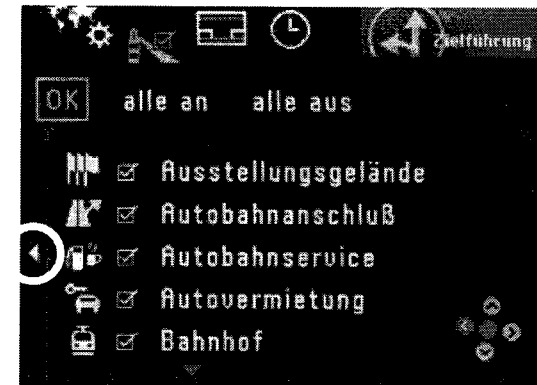 Zielführung
OK alle an alle aus
Ausstellungsgelände
Autobahnanschluß
Autobahnservice
Autovermietung
Bahnhof